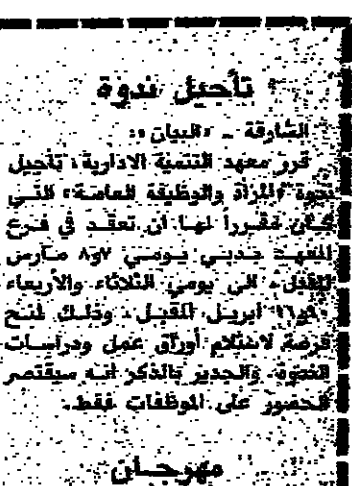 تأجيل ندوة
الشارقة ـ «البيان»:
قرر معهد التنمية الادارية، تأجيل
ندوة «المرأة والوظيفة العامة» التي
كان مقررا لها ان تعقد في فرع
المعهد بدبي يومي ٧و٨ مارس
المقبل، الى يومي الثلاثاء والأربعاء
و١٦ ابريل المقبل، وذلك لمنح
فرصة لاستلام أوراق عمل ودراسات
الندوة. والجدير بالذكر انه سيقتصر
الحضور على الموظفات فقط.
مهرجان